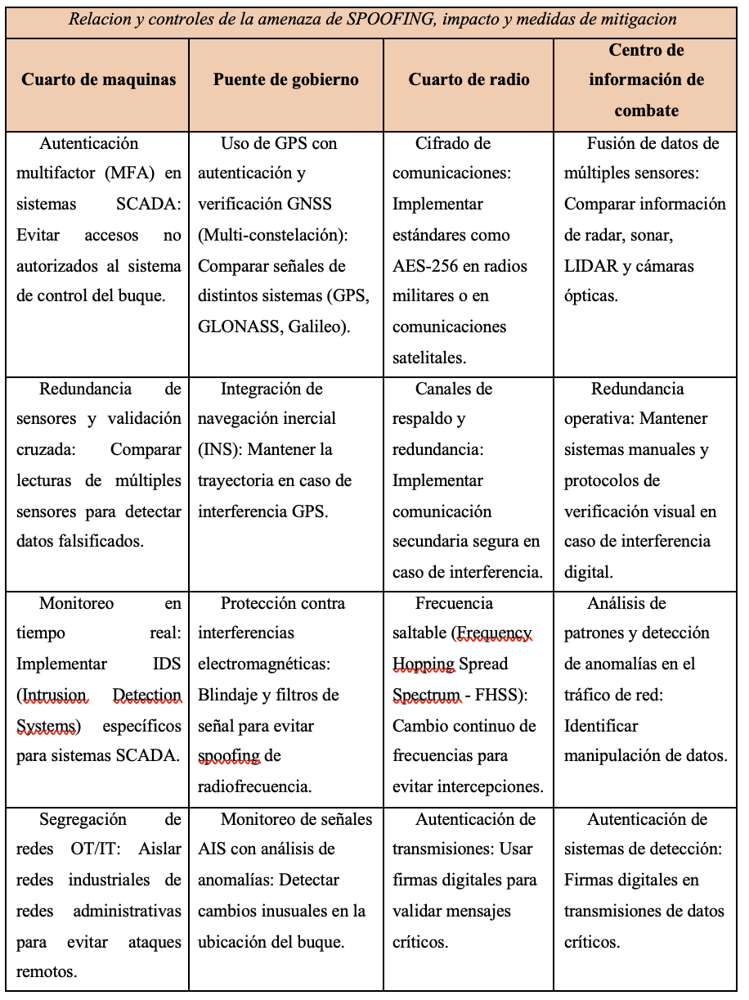 Relacion y controles de la amenaza de SPOOFING, impacto y medidas de mitigacion
Cuarto de maquinas
Puente de gobierno
Cuarto de radio
Centro de
información de
combate
Autenticación
multifactor (MFA) en
sistemas SCADA:
Evitar accesos no
autorizados al sistema
de control del buque.
Uso de GPS con
autenticación y
verificación GNSS
(Multi-constelación):
Comparar señales de
distintos sistemas (GPS,
GLONASS, Galileo).
Cifrado de
comunicaciones:
Implementar
estándares como
AES-256 en radios
militares o en
comunicaciones
satelitales.
Fusión de datos de
múltiples sensores:
Comparar información
de radar, sonar,
LIDAR y cámaras
ópticas.
Redundancia de
sensores y validación
cruzada: Comparar
lecturas de múltiples
sensores para detectar
datos falsificados.
Integración de
navegación inercial
(INS): Mantener la
trayectoria en caso de
interferencia GPS.
Canales de
respaldo y
redundancia:
Implementar
comunicación
secundaria segura en
caso de interferencia.
Redundancia
operativa: Mantener
sistemas manuales y
protocolos de
verificación visual en
caso de interferencia
digital.
Monitoreo en
tiempo real:
Implementar IDS
(Intrusion Detection
Systems) específicos
para sistemas SCADA.
Protección contra
interferencias
electromagnéticas:
Blindaje y filtros de
señal para evitar
spoofing de
radiofrecuencia.
Frecuencia
saltable (Frequency
Hopping Spread
Spectrum - FHSS):
Cambio continuo de
frecuencias para
evitar intercepciones.
Análisis de
patrones y detección
de anomalías en el
tráfico de red:
Identificar
manipulación de datos.
Segregación de
redes OT/IT: Aislar
redes industriales de
redes administrativas
para evitar ataques
remotos.
Monitoreo de señales
AIS con análisis de
anomalías: Detectar
cambios inusuales en la
ubicación del buque.
Autenticación de
transmisiones: Usar
firmas digitales para
validar mensajes
críticos.
Autenticación de
sistemas de detección:
Firmas digitales en
transmisiones de datos
críticos.